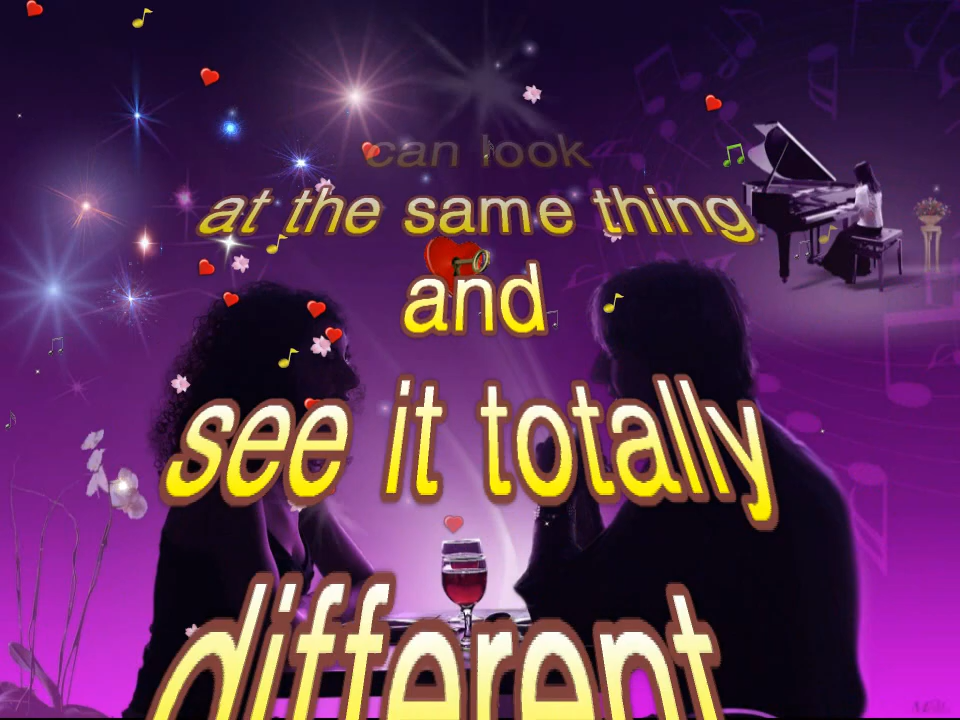 can look
at the same thing
and
see it totally
different